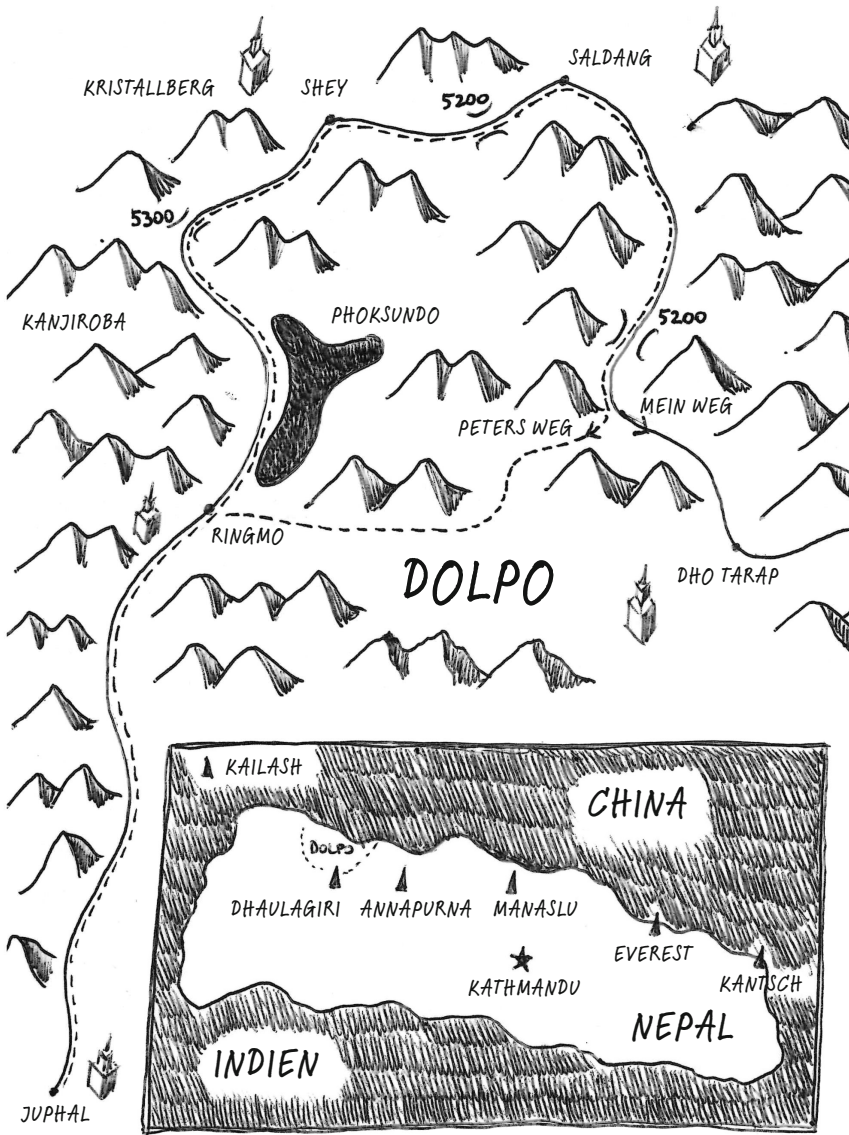 SALDANG
KRISTALLBERG
SHEY
5200
5300
KANJIROBA
PHOKSUNDO
5200
PETERS WEG
MEIN WEG
RINGMO
DOLPO
DHO TARAP
KAILASH
CHINA
DOLPO
DHAULAGIRI
ANNAPURNA
MANASLU
EVEREST
KATHMANDU
KANTSCH
NEPAL
INDIEN
JUPHAL